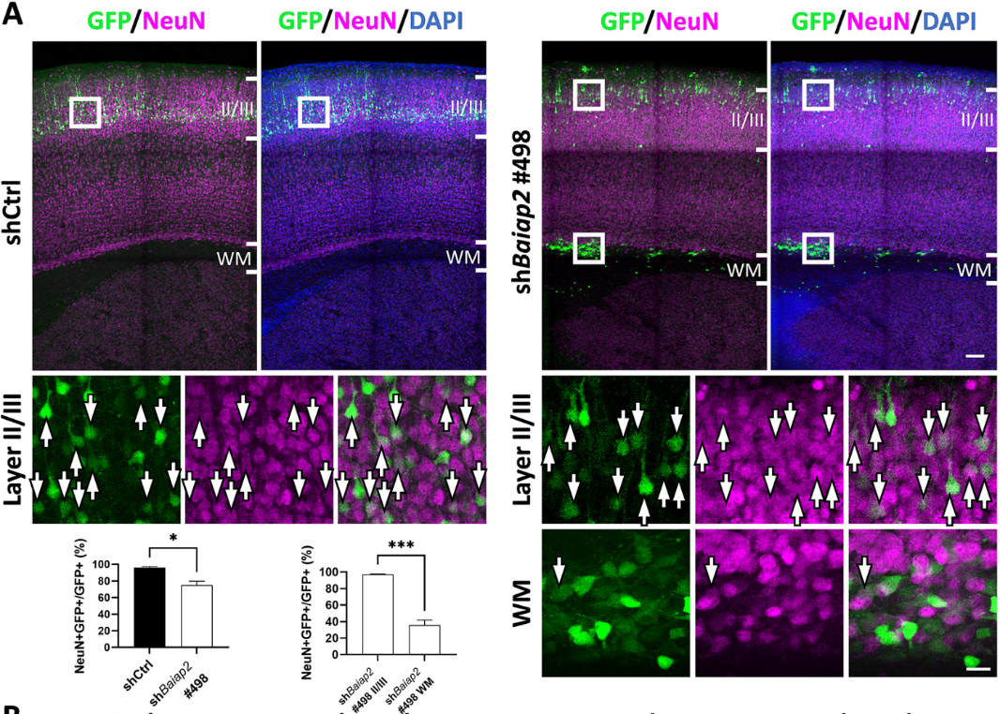 A
GFP/NeuN
GFP/NeuN/DAPI
GFP/NeuN
GFP/NeuN/DAPI
shCtrl
II/III
II/III
WM
WM
shBaiap2 #498
II/III
II/III
WM
WM
Layer II/III
Layer II/III
WM
NeuN+GFP+/GFP+ (%)
100
80
60
40
20
0
*
shCtrl
shBaiap2
#498
NeuN+GFP+/GFP+ (%)
100
80
60
40
20
0
***
shBaiap2
#498 II/III
shBaiap2
#498 WM